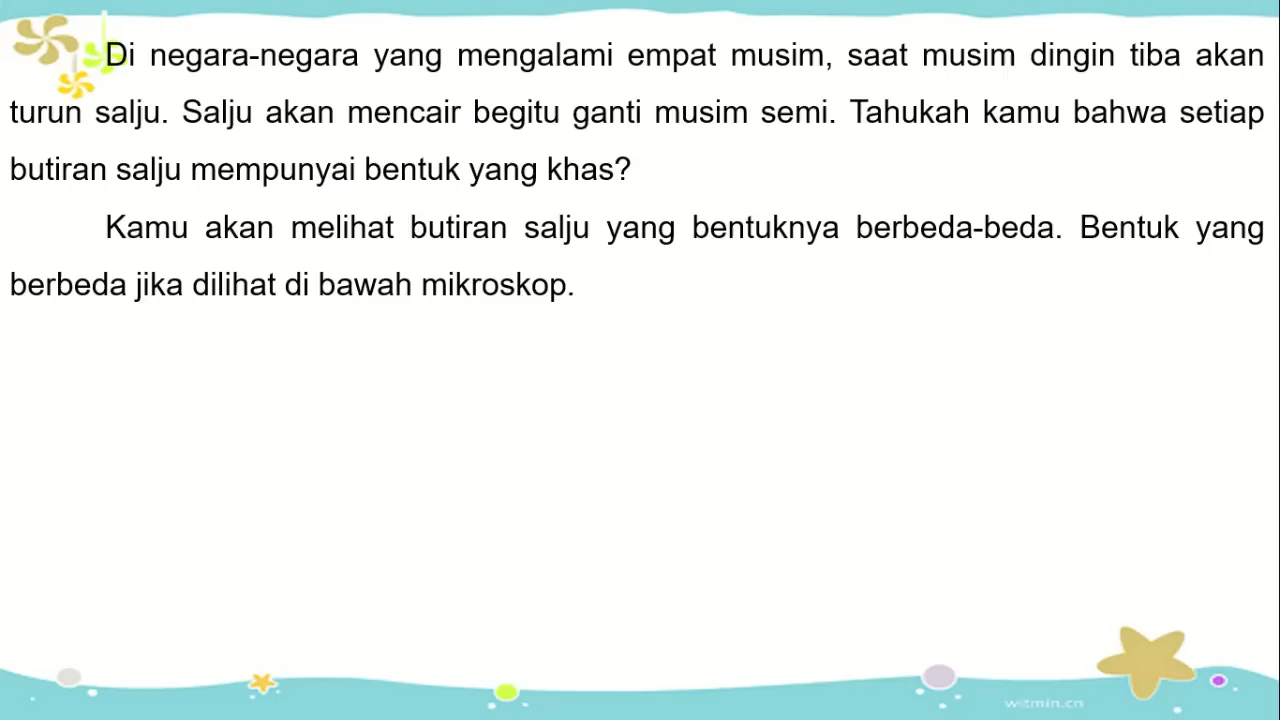 Di negara-negara yang mengalami empat musim, saat musim dingin tiba akan
turun salju. Salju akan mencair begitu ganti musim semi. Tahukah kamu bahwa setiap
butiran salju mempunyai bentuk yang khas?
Kamu akan melihat butiran salju yang bentuknya berbeda-beda. Bentuk yang
berbeda jika dilihat di bawah mikroskop.
witmin.cn